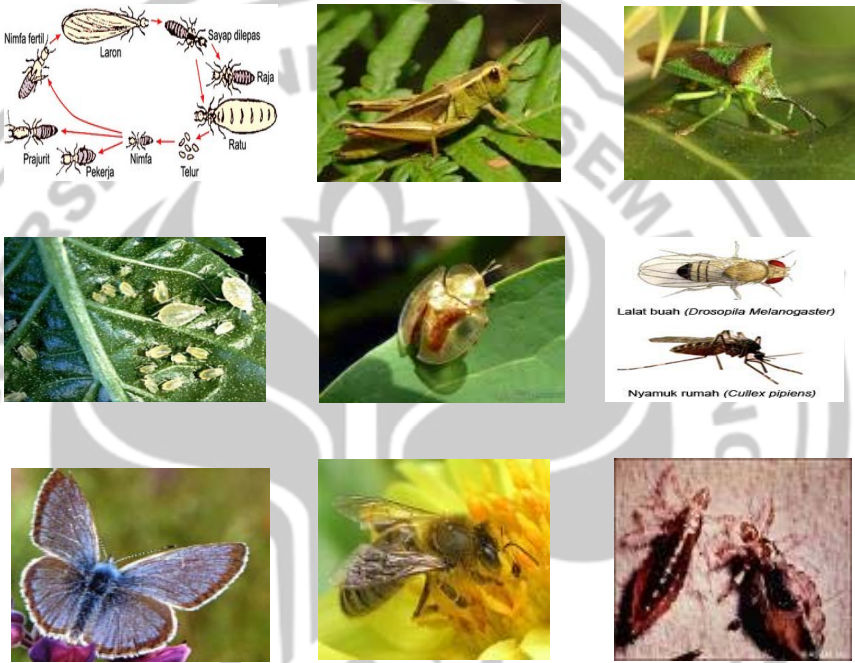 Nimfa fertil
Laron
Sayap dilepas
Raja
Ratu
Prajurit
Pekerja
Nimfa
Telur
Lalat buah (Drosopila Melanogaster)
Nyamuk rumah (Cullex pipiens)